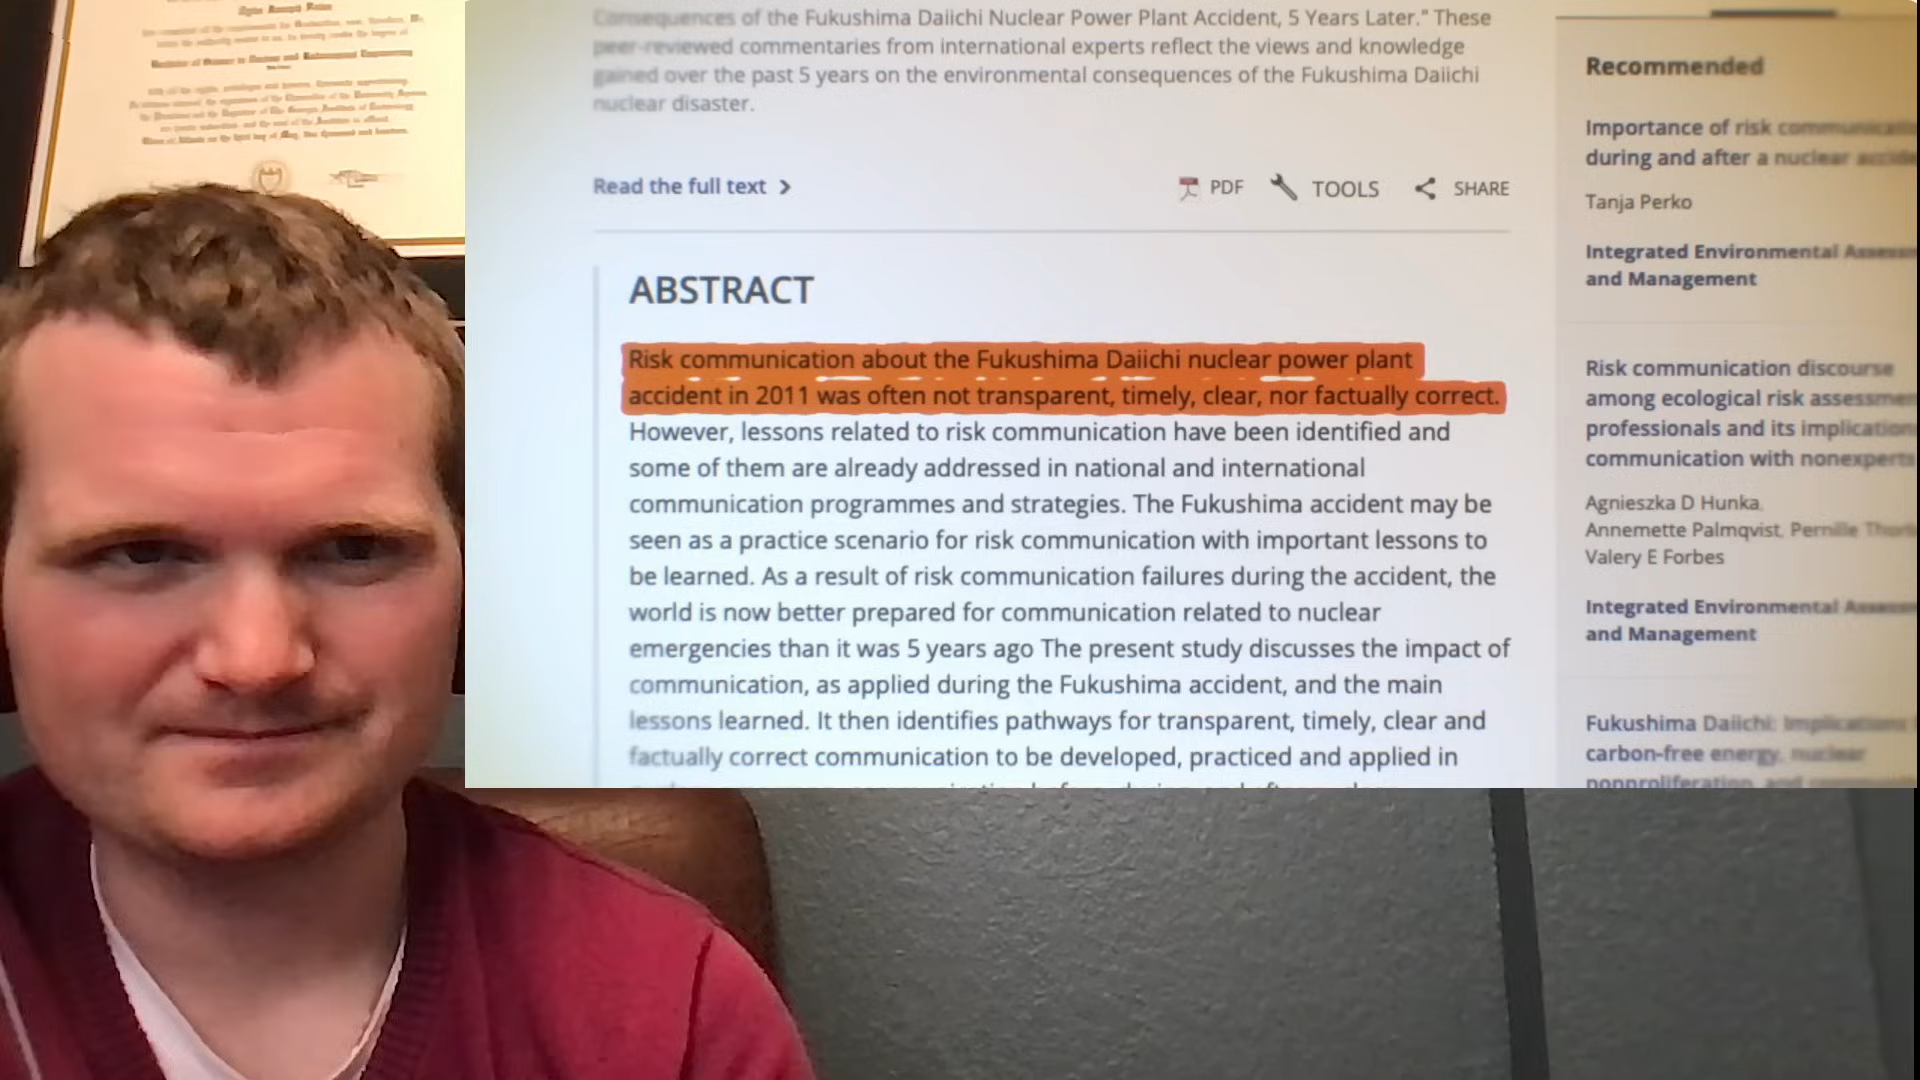 Consequences of the Fukushima Daiichi Nuclear Power Plant Accident, 5 Years Later." These
peer-reviewed commentaries from international experts reflect the views and knowledge
gained over the past 5 years on the environmental consequences of the Fukushima Daiichi
nuclear disaster.
Read the full text >
PDF TOOLS SHARE
ABSTRACT
Risk communication about the Fukushima Daiichi nuclear power plant
accident in 2011 was often not transparent, timely, clear, nor factually correct.
However, lessons related to risk communication have been identified and
some of them are already addressed in national and international
communication programmes and strategies. The Fukushima accident may be
seen as a practice scenario for risk communication with important lessons to
be learned. As a result of risk communication failures during the accident, the
world is now better prepared for communication related to nuclear
emergencies than it was 5 years ago The present study discusses the impact of
communication, as applied during the Fukushima accident, and the main
lessons learned. It then identifies pathways for transparent, timely, clear and
factually correct communication to be developed, practiced and applied in
Recommended
Importance of risk
during and after a nuclear
Tanja Perko
Integrated Environmental
and Management
Risk communication discourse
among ecological risk
professionals and its
communication with nonexperts
Agnieszka D Hunka,
Annemette Palmqvist, Pernille
Valery E Forbes
Integrated Environmental
and Management
Fukushima Daiichi: Implications
carbon-free energy, nuclear
nonproliferation, and